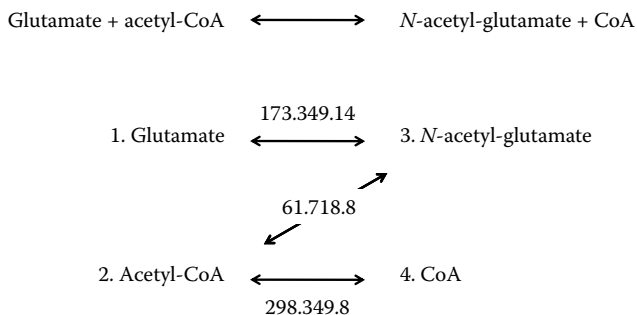 Glutamate + acetyl-CoA N-acetyl-glutamate + CoA
173.349.14
1. Glutamate 3. N-acetyl-glutamate
61.718.8
2. Acetyl-CoA 4. CoA
298.349.8